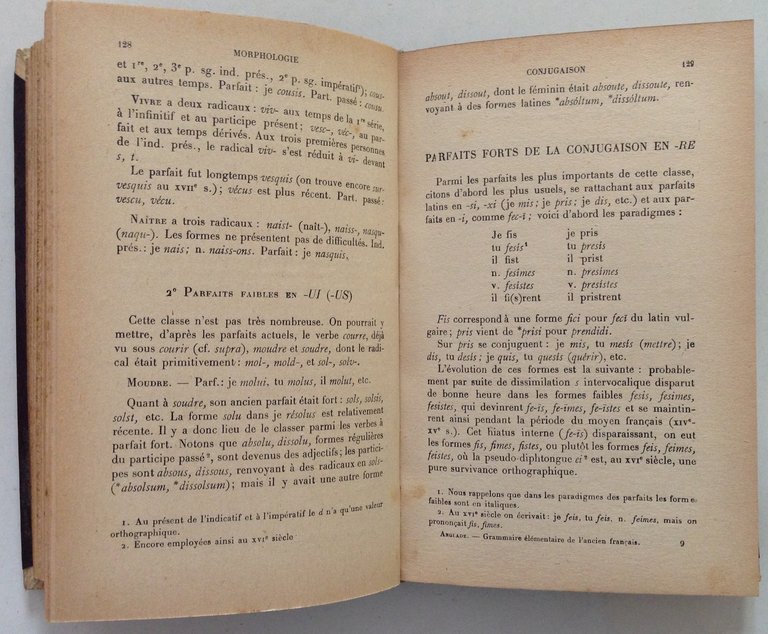 128
MORPHOLOGIE
et 1re, 2e, 3e p. sg. ind. prés., 2e p. sg. impératif¹); cous-
aux autres temps. Parfait : je cousis. Part. passé : cousu.
VIVRE a deux radicaux : viv- aux temps de la 1re série,
à l'infinitif et au participe présent ; vesc-, véc-, au par-
fait et aux temps dérivés. Aux trois premières personnes
de l'ind. prés., le radical viv- s'est réduit à vi- devant
s, t.
Le parfait fut longtemps vesquis (on trouve encore sur-
vesquis au XVIIe s.) ; vécus est plus récent. Part. passé :
vescu, vécu.
NAÎTRE a trois radicaux : naist- (naît-), naiss-, nasqu-
(naqu-). Les formes ne présentent pas de difficultés. Ind.
prés. : je nais ; n. naiss-ons. Parfait : je nasquis.
2e PARFAITS FAIBLES EN -UI (-US)
Cette classe n'est pas très nombreuse. On pourrait y
mettre, d'après les parfaits actuels, le verbe courre, déjà
vu sous courir (cf. supra), moudre et soudre, dont le radi-
cal était primitivement : mol-, mold-, et sol-, solv-.
MOUDRE. — Parf. : je molui, tu molus, il molut, etc.
Quant à soudre, son ancien parfait était fort : sols, solsis,
solst, etc. La forme solu dans je résolus est relativement
récente. Il y a donc lieu de le classer parmi les verbes à
parfait fort. Notons que absolu, dissolu, formes régulières
du participe passé², sont devenus des adjectifs ; les partici-
pes sont absous, dissous, renvoyant à des radicaux en sols-
(*absolsum, *dissolsum) ; mais il y avait une autre forme
1. Au présent de l'indicatif et à l'impératif le d n'a qu'une valeur
orthographique.
2. Encore employées ainsi au XVIe siècle
CONJUGAISON
129
absout, dissout, dont le féminin était absoute, dissoute, ren-
voyant à des formes latines *absóltum, *dissóltum.
PARFAITS FORTS DE LA CONJUGAISON EN -RE
Parmi les parfaits les plus importants de cette classe,
citons d'abord les plus usuels, se rattachant aux parfaits
latins en -si, -xi (je mis ; je pris ; je dis, etc.) et aux par-
faits en -i, comme fec-i ; voici d'abord les paradigmes :
Je fis je pris
tu fesis¹ tu presis
il fist il prist
n. fesimes n. presimes
v. fesistes v. presistes
il fi(s)rent il pristrent
Fis correspond à une forme fici pour feci du latin vul-
gaire ; pris vient de *prisi pour prendidi.
Sur pris se conjuguent : je mis, tu mesis (mettre) ; je
dis, tu desis ; je quis, tu quesis (quérir), etc.
L'évolution de ces formes est la suivante : probable-
ment par suite de dissimilation s intervocalique disparut
de bonne heure dans les formes faibles fesis, fesimes,
fesistes, qui devinrent fe-is, fe-imes, fe-istes et se maintin-
rent ainsi pendant la période du moyen français (XIVe-
XVe s.). Cet hiatus interne (fe-is) disparaissant, on eut
les formes fis, fimes, fistes, ou plutôt les formes feis, feimes,
feistes, où la pseudo-diphtongue ei² est, au XVIe siècle, une
pure survivance orthographique.
1. Nous rappelons que dans les paradigmes des parfaits les formes
faibles sont en italiques.
2. Au XVIe siècle on écrivait : je feis, tu feis, n. feimes, mais on
prononçait fis, fimes.
ANGLADE. — Grammaire élémentaire de l'ancien français. 9